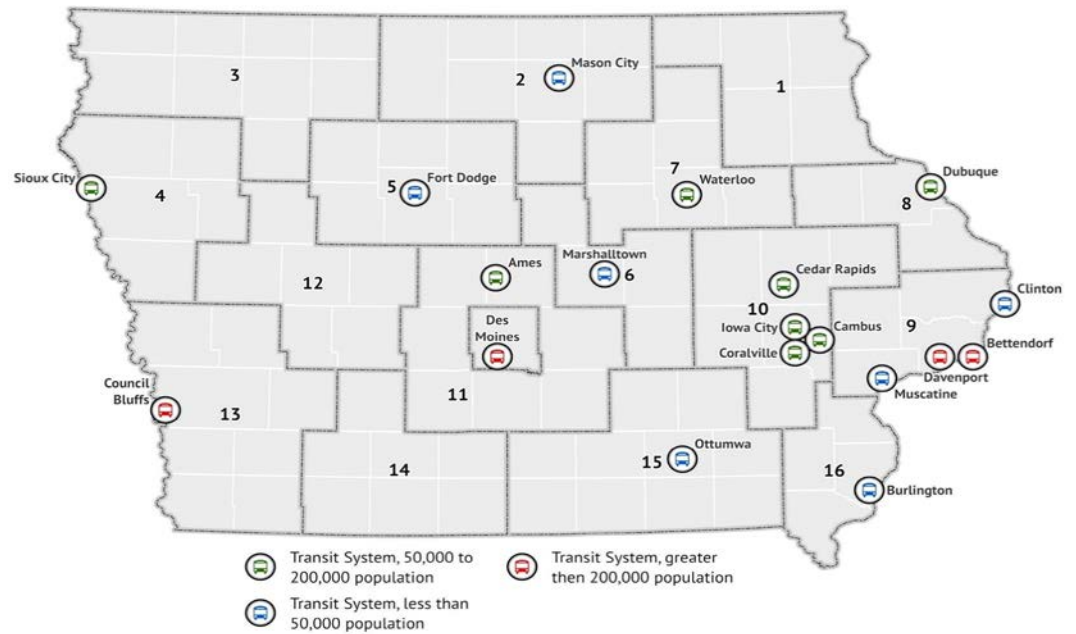 3
2
Mason City
1
Sioux City
4
5
Fort Dodge
7
Waterloo
Dubuque
8
12
Ames
Marshalltown
6
Cedar Rapids
10
Iowa City
Cambus
Coralville
9
Clinton
Bettendorf
Davenport
Muscatine
Des
Moines
Council
Bluffs
13
11
14
15
Ottumwa
16
Burlington
Transit System, 50,000 to
200,000 population
Transit System, greater
then 200,000 population
Transit System, less than
50,000 population